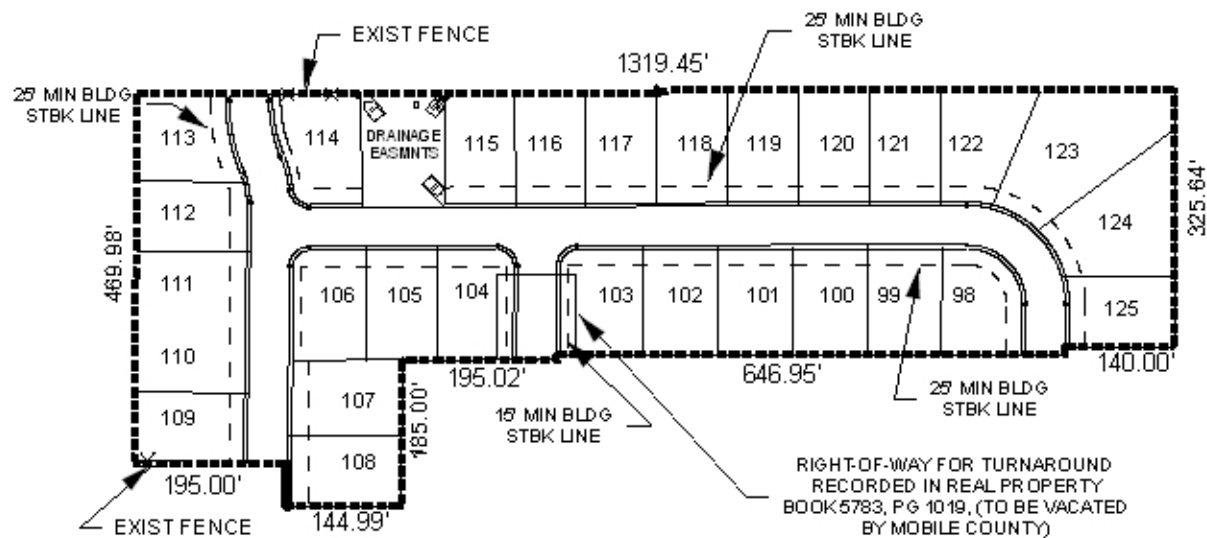 25' MIN BLDG
STBK LINE
EXIST FENCE
1319.45'
25' MIN BLDG
STBK LINE
113
114
DRAINAGE
EASMNTS
115
116
117
118
119
120
121
122
123
112
124
325.64'
469.98'
111
106
105
104
103
102
101
100
99
98
125
110
195.02'
646.95'
140.00'
109
107
185.00'
15' MIN BLDG
STBK LINE
25' MIN BLDG
STBK LINE
108
195.00'
144.99'
EXIST FENCE
RIGHT-OF-WAY FOR TURNAROUND
RECORDED IN REAL PROPERTY
BOOK 5783, PG 1019, (TO BE VACATED
BY MOBILE COUNTY)